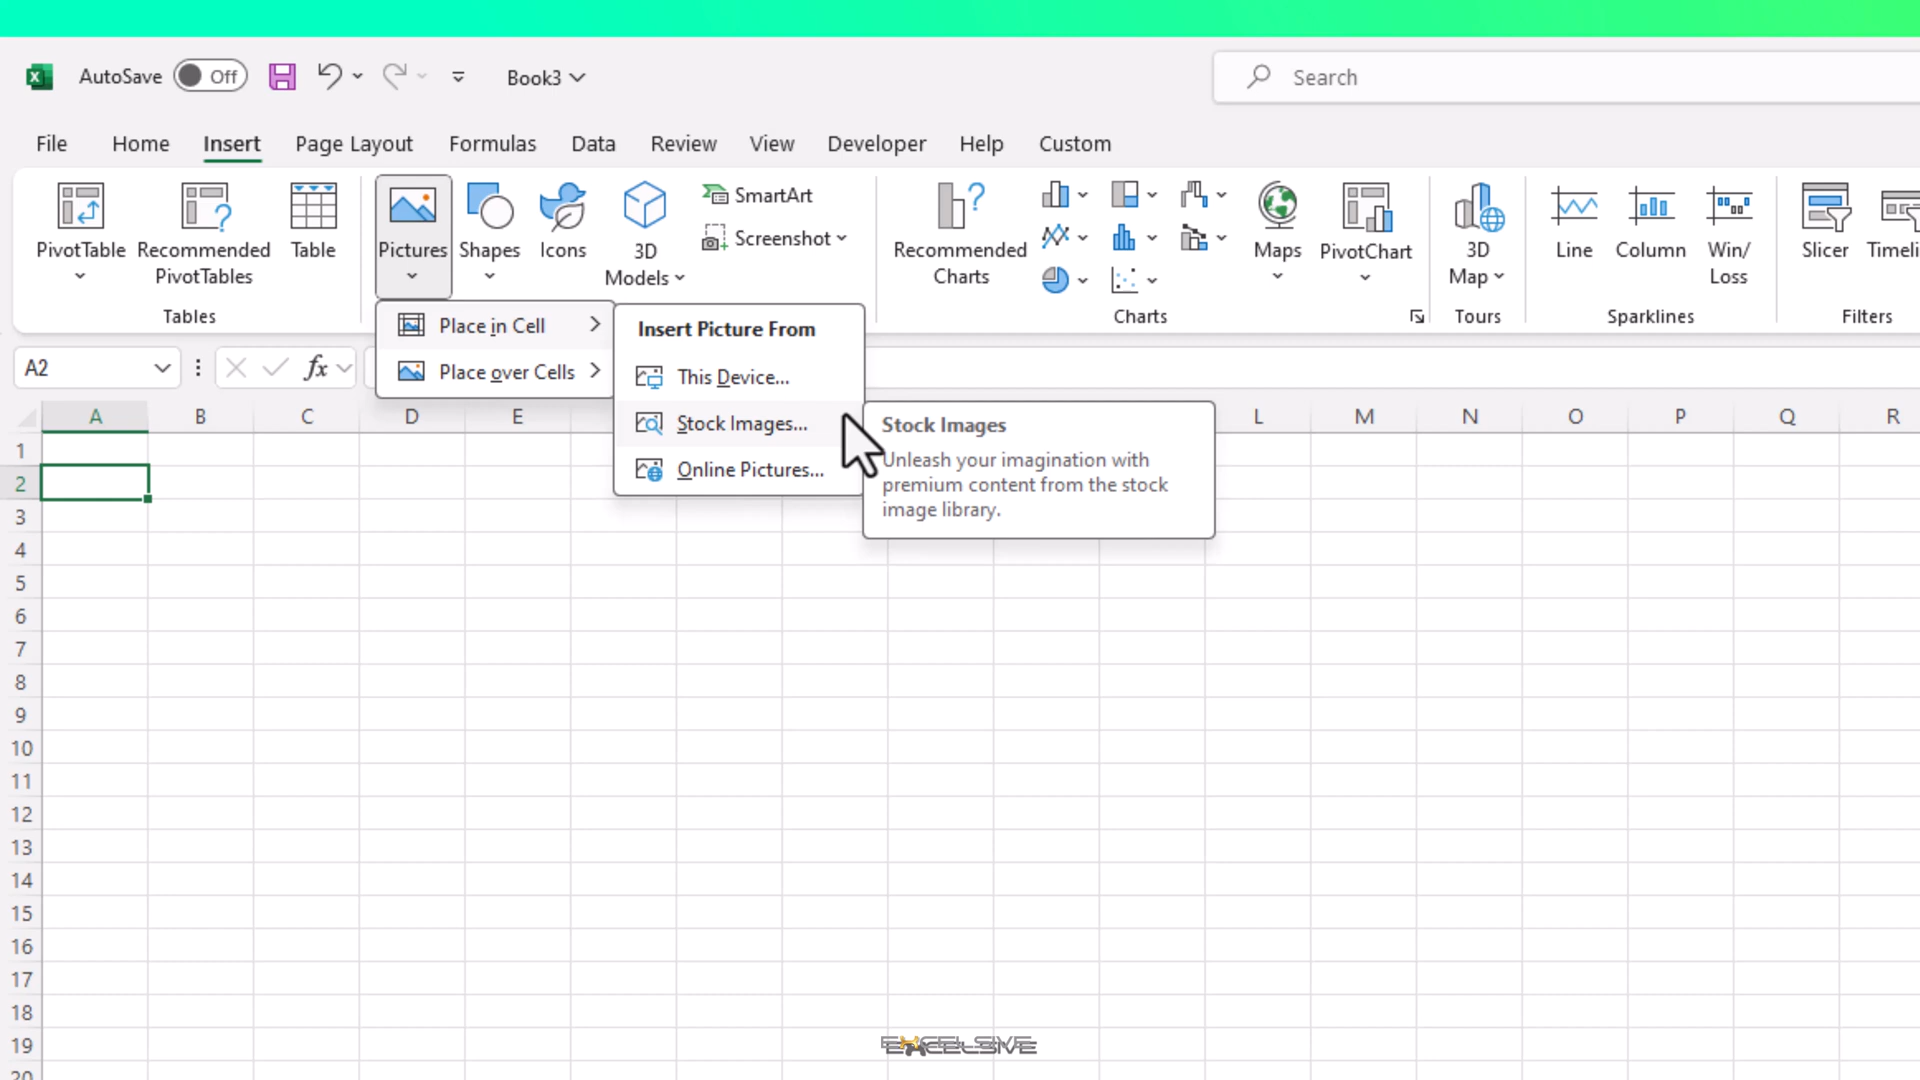 AutoSave Off Book3 Search
File Home Insert Page Layout Formulas Data Review View Developer Help Custom
PivotTable
Recommended
PivotTables
Table
Tables
Pictures
Shapes
Icons
3D
Models
SmartArt
Screenshot
Recommended
Charts
Maps
PivotChart
Charts
3D
Map
Tours
Line
Column
Win/
Loss
Sparklines
Slicer
Timeli
Filters
Place in Cell
Place over Cells
Insert Picture From
This Device...
Stock Images...
Online Pictures...
Stock Images
Unleash your imagination with
premium content from the stock
image library.
A2 fx
A B C D E L M N O P Q R
1
2
3
4
5
6
7
8
9
10
11
12
13
14
15
16
17
18
19
20
EXCELSIVE